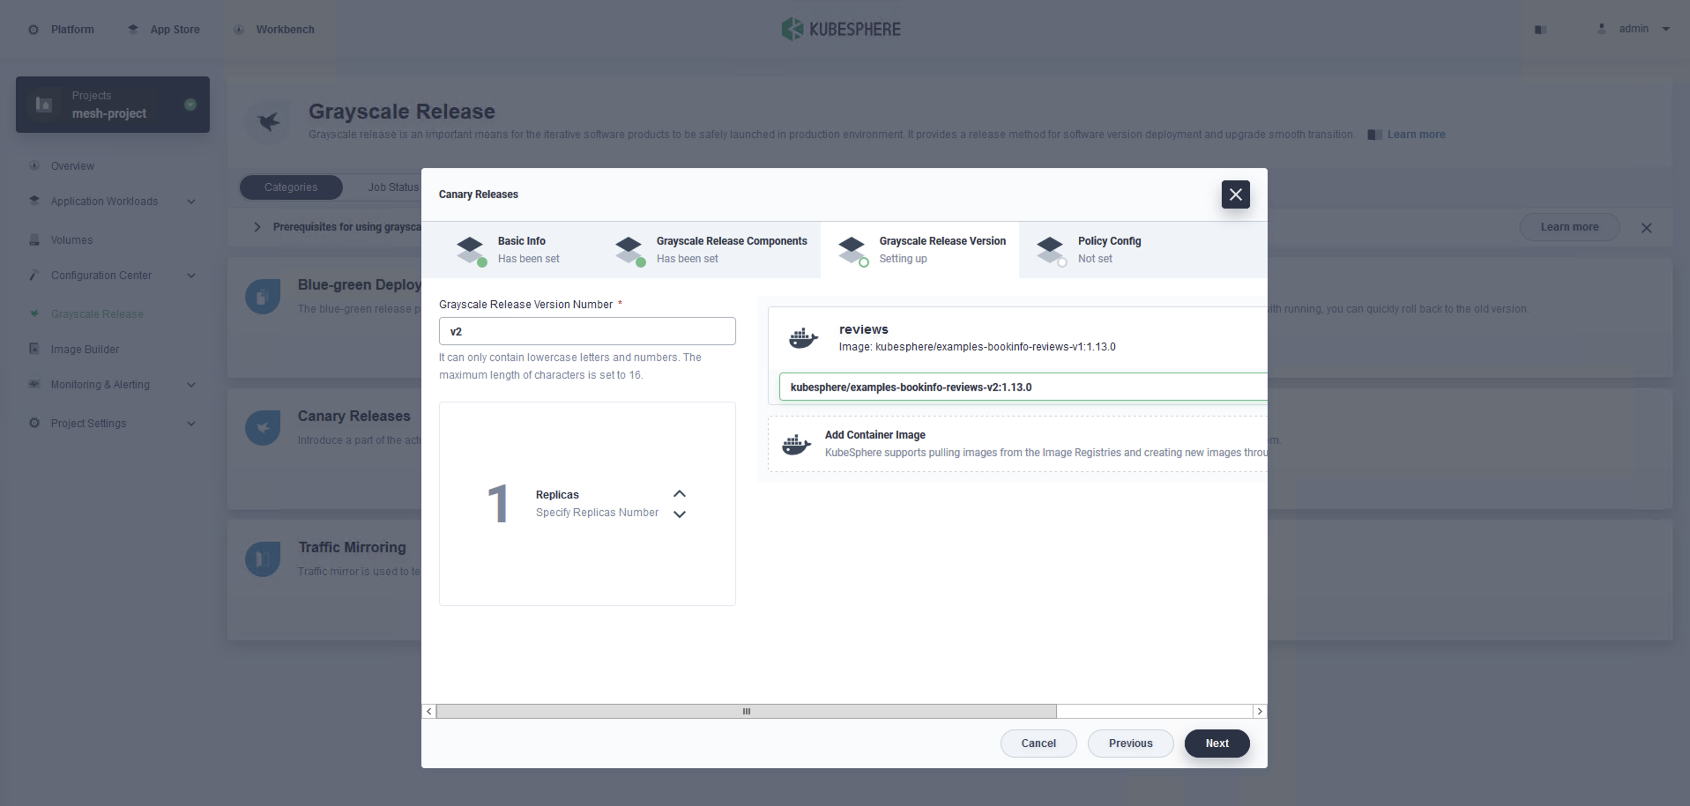 Platform
App Store
Workbench
KUBESPHERE
admin
Projects
mesh-project
Overview
Application Workloads
Volumes
Configuration Center
Grayscale Release
Image Builder
Monitoring & Alerting
Project Settings
Grayscale Release
Grayscale release is an important means for the iterative software products to be safely launched in production environment. It provides a release method for software version deployment and upgrade smooth transition.
Learn more
Categories
Job Status
Prerequisites for using graysca
Learn more
Blue-green Deploy
The blue-green release p
th running, you can quickly roll back to the old version.
Canary Releases
Introduce a part of the act
em.
Traffic Mirroring
Traffic mirror is used to te
Canary Releases
Basic Info
Has been set
Grayscale Release Components
Has been set
Grayscale Release Version
Setting up
Policy Config
Not set
Grayscale Release Version Number *
v2
It can only contain lowercase letters and numbers. The
maximum length of characters is set to 16.
1
Replicas
Specify Replicas Number
reviews
Image: kubesphere/examples-bookinfo-reviews-v1:1.13.0
kubesphere/examples-bookinfo-reviews-v2:1.13.0
Add Container Image
KubeSphere supports pulling images from the Image Registries and creating new images throu
Cancel
Previous
Next